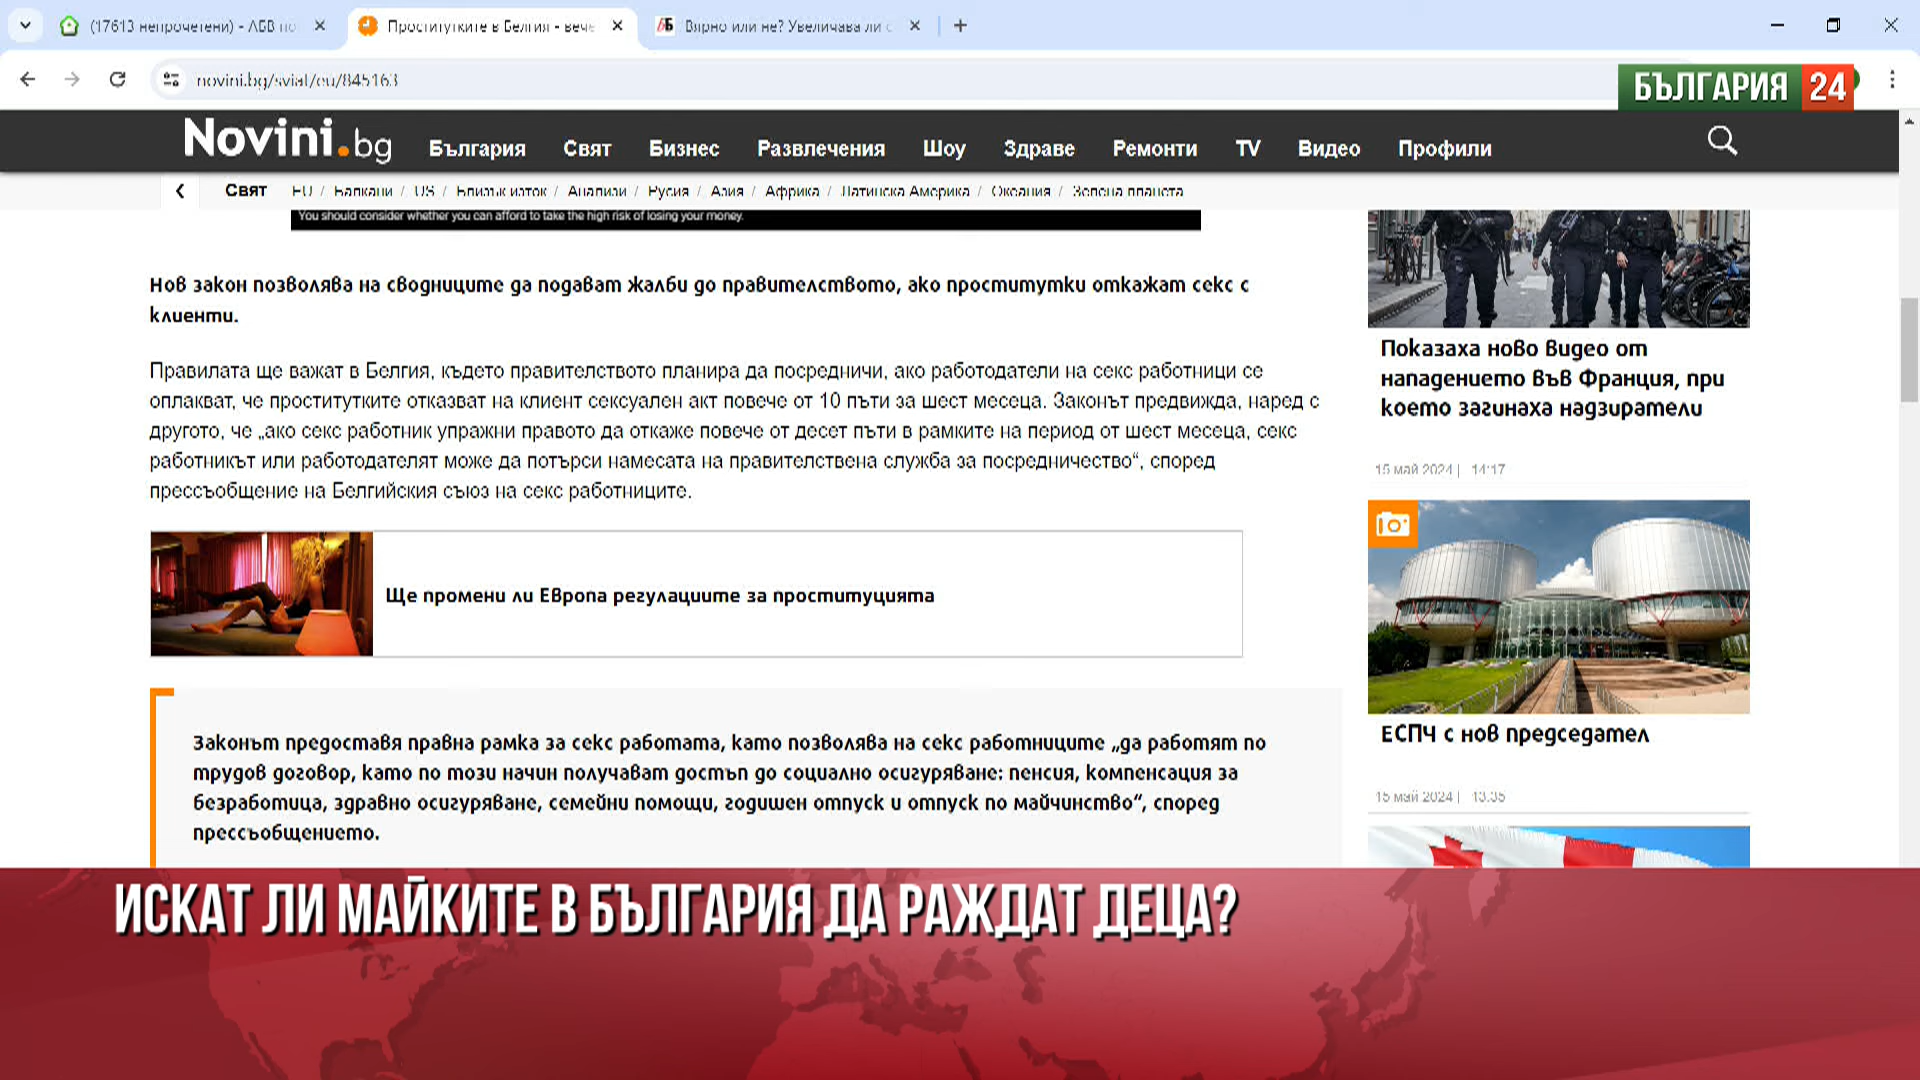 (17613 непрочетени) - АБВ по
Проститутките в Белгия - вече
Вярно или не? Увеличава ли с
novini.bg/sviat/eu/845163
БЪЛГАРИЯ 24
Novini.bg
България Свят Бизнес Развлечения Шоу Здраве Ремонти TV Видео Профили
Свят EU / Балкани / US / Близък изток / Анализи / Русия / Азия / Африка / Латинска Америка / Океания / Зелена планета
You should consider whether you can afford to take the high risk of losing your money.
Нов закон позволява на сводниците да подават жалби до правителството, ако проститутки откажат секс с
клиенти.
Правилата ще важат в Белгия, където правителството планира да посредничи, ако работодатели на секс работници се
оплакват, че проститутките отказват на клиент сексуален акт повече от 10 пъти за шест месеца. Законът предвижда, наред с
другото, че „ако секс работник упражни правото да откаже повече от десет пъти в рамките на период от шест месеца, секс
работникът или работодателят може да потърси намесата на правителствена служба за посредничество“, според
прессъобщение на Белгийския съюз на секс работниците.
Ще промени ли Европа регулациите за проституцията
Законът предоставя правна рамка за секс работата, като позволява на секс работниците „да работят по
трудов договор, като по този начин получават достъп до социално осигуряване: пенсия, компенсация за
безработица, здравно осигуряване, семейни помощи, годишен отпуск и отпуск по майчинство“, според
прессъобщението.
Показаха ново видео от
нападението във Франция, при
което загинаха надзиратели
15 май 2024 | 14:17
ЕСПЧ с нов председател
15 май 2024 | 13:35
ИСКАТ ЛИ МАЙКИТЕ В БЪЛГАРИЯ ДА РАЖДАТ ДЕЦА?